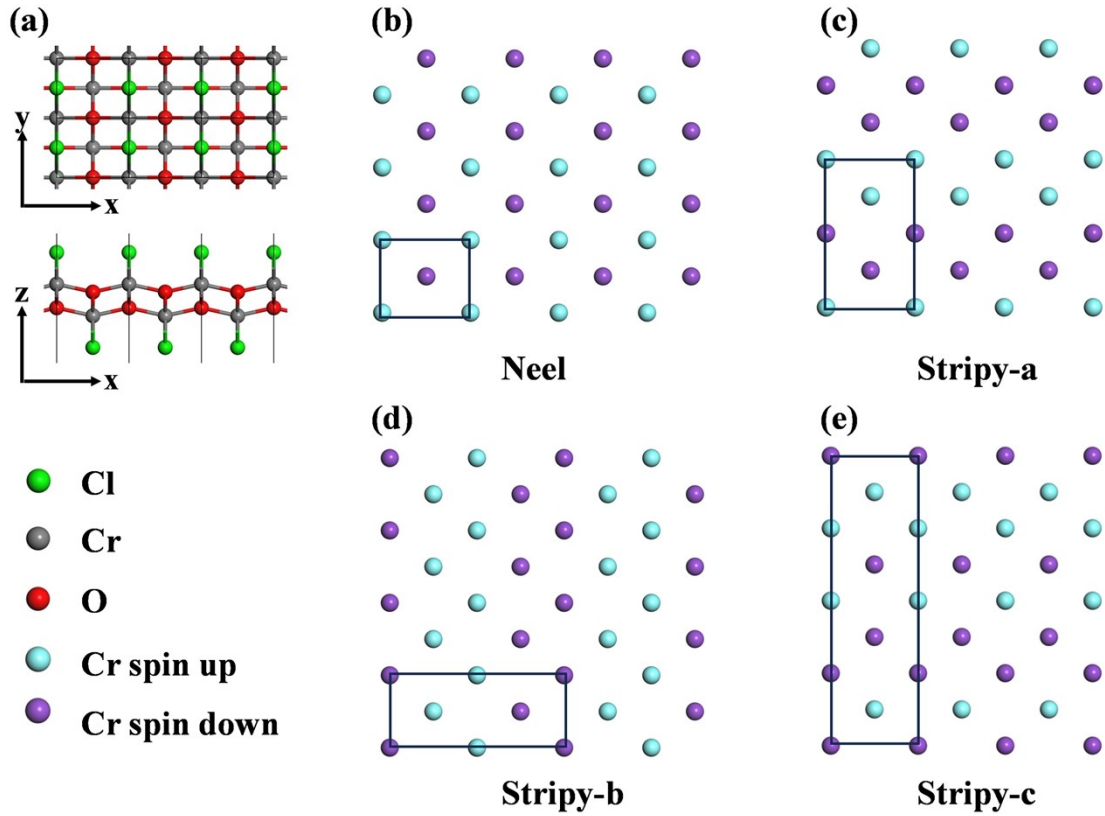 (a)
y
x
z
x
Cl
Cr
O
Cr spin up
Cr spin down
(b)
Neel
(c)
Stripy-a
(d)
Stripy-b
(e)
Stripy-c